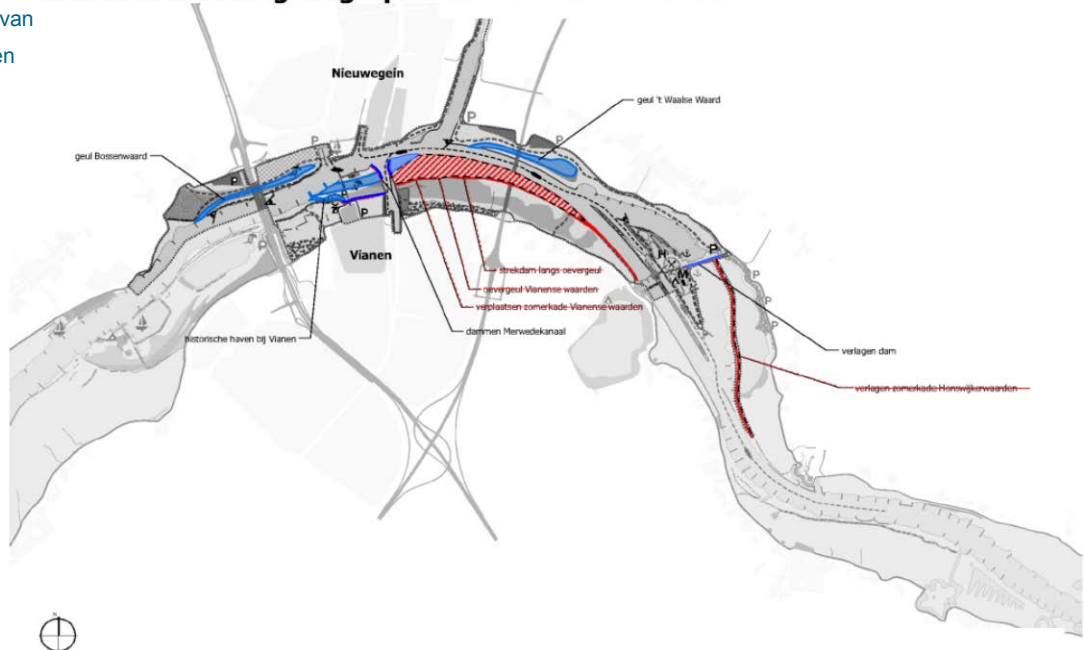 van
en
Nieuwegein
geul 't Waalse Waard
geul Bossenwaard
Vianen
strekdam langs oevergeul
oevergeul Vianense waarden
verplaatsen zomerkade Vianense waarden
dammen Merwedekanaal
historische haven bij Vianen
verlagen dam
verlagen zomerkade Honswijkerwaarden
P
P
P
P
P
P
P
P
P
H
M
N